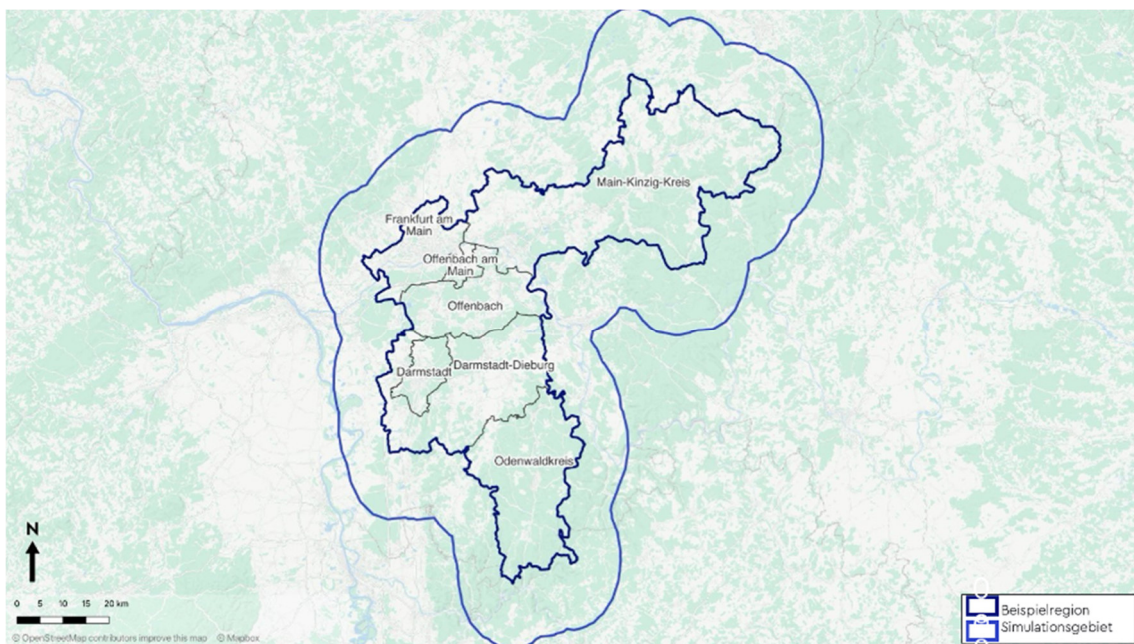 Main-Kinzig-Kreis
Frankfurt am
Main
Offenbach am
Main
Offenbach
Darmstadt
Darmstadt-Dieburg
Odenwaldkreis
N
0 5 10 15 20 km
© OpenStreetMap contributors improve this map © Mapbox
Beispielregion
Simulationsgebiet